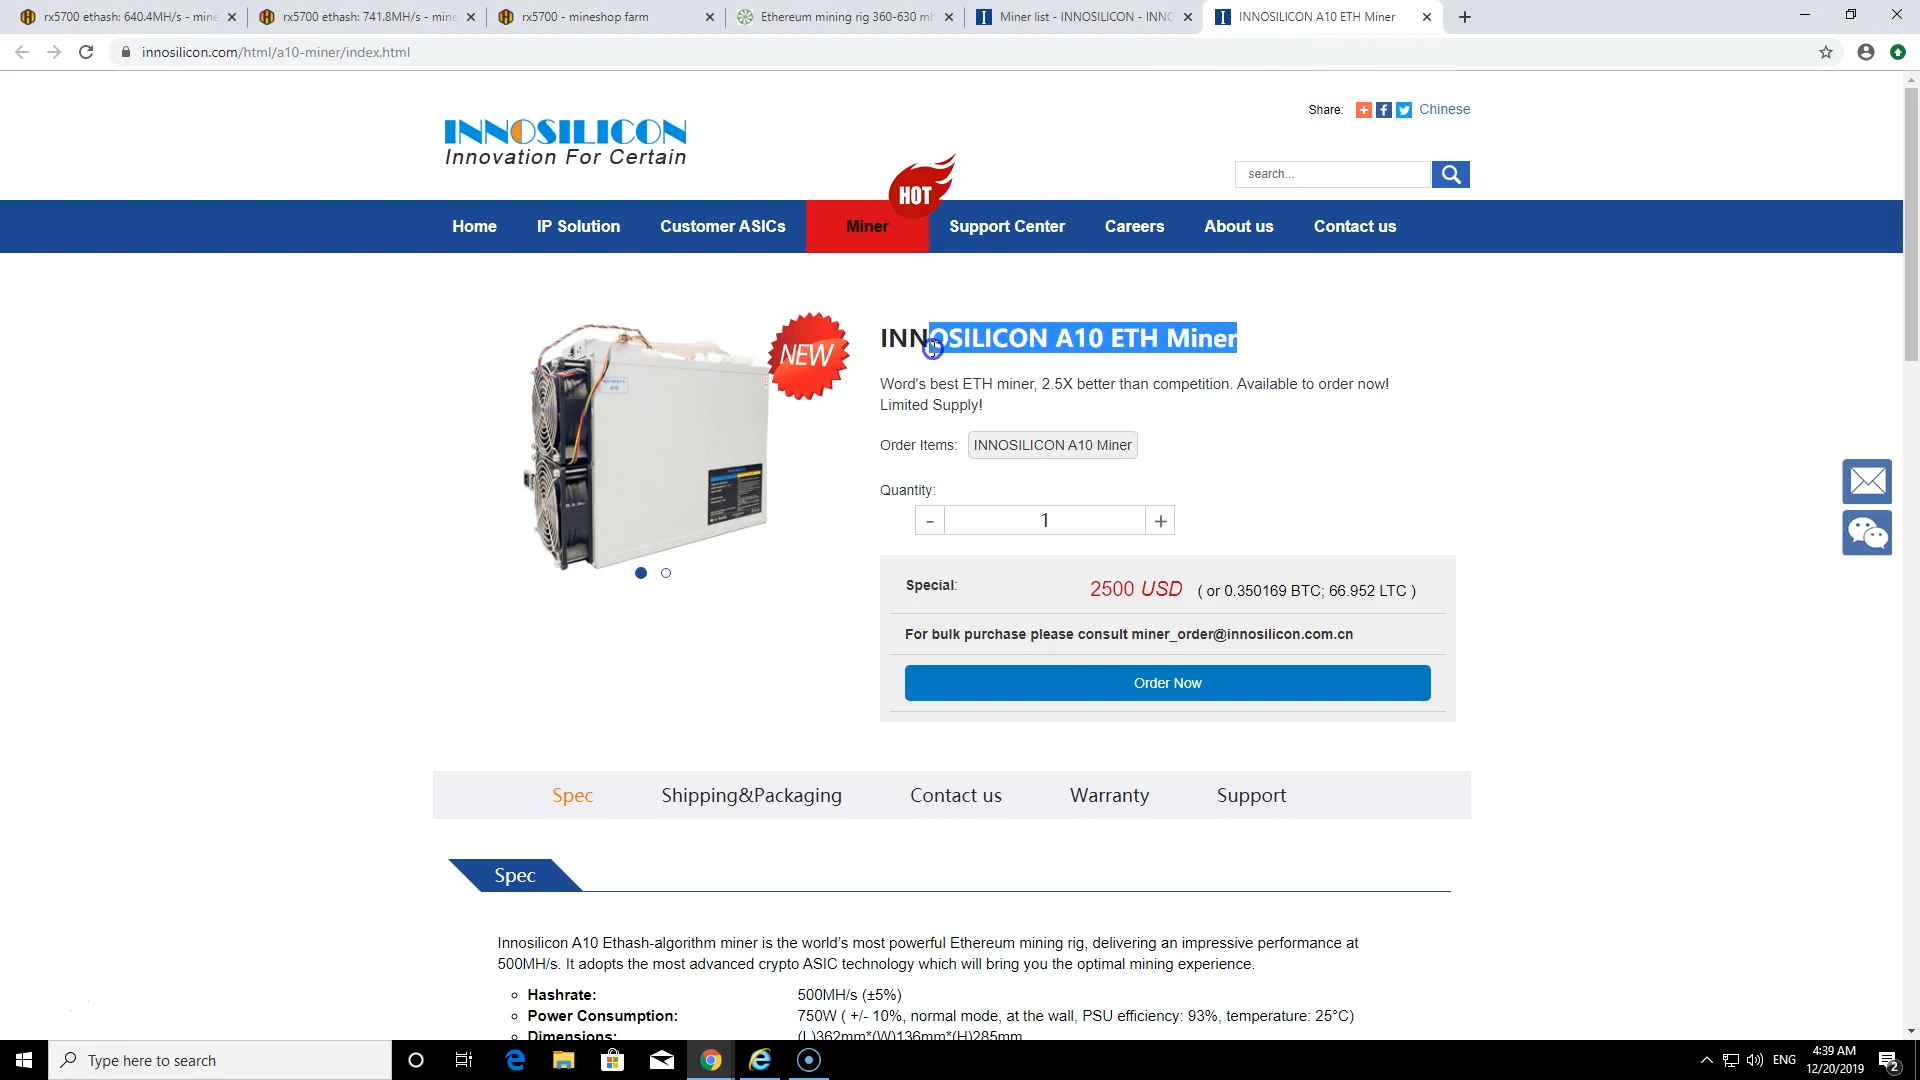 rx5700 ethash: 640.4MH/s - mine
rx5700 ethash: 741.8MH/s - mine
rx5700 - mineshop farm
Ethereum mining rig 360-630 mh
Miner list - INNOSILICON - INNO
INNOSILICON A10 ETH Miner
innosilicon.com/html/a10-miner/index.html
Share:
Chinese
INNOSILICON
Innovation For Certain
search...
HOT
Home
IP Solution
Customer ASICs
Miner
Support Center
Careers
About us
Contact us
NEW
INNOSILICON A10 ETH Miner
Word's best ETH miner, 2.5X better than competition. Available to order now!
Limited Supply!
Order Items: INNOSILICON A10 Miner
Quantity:
- 1 +
Special: 2500 USD ( or 0.350169 BTC; 66.952 LTC )
For bulk purchase please consult miner_order@innosilicon.com.cn
Order Now
Spec
Shipping&Packaging
Contact us
Warranty
Support
Spec
Innosilicon A10 Ethash-algorithm miner is the world's most powerful Ethereum mining rig, delivering an impressive performance at
500MH/s. It adopts the most advanced crypto ASIC technology which will bring you the optimal mining experience.
Hashrate: 500MH/s (±5%)
Power Consumption: 750W ( +/- 10%, normal mode, at the wall, PSU efficiency: 93%, temperature: 25°C)
Dimensions: (L)362mm*(W)136mm*(H)285mm
Type here to search
ENG
4:39 AM
12/20/2019
2